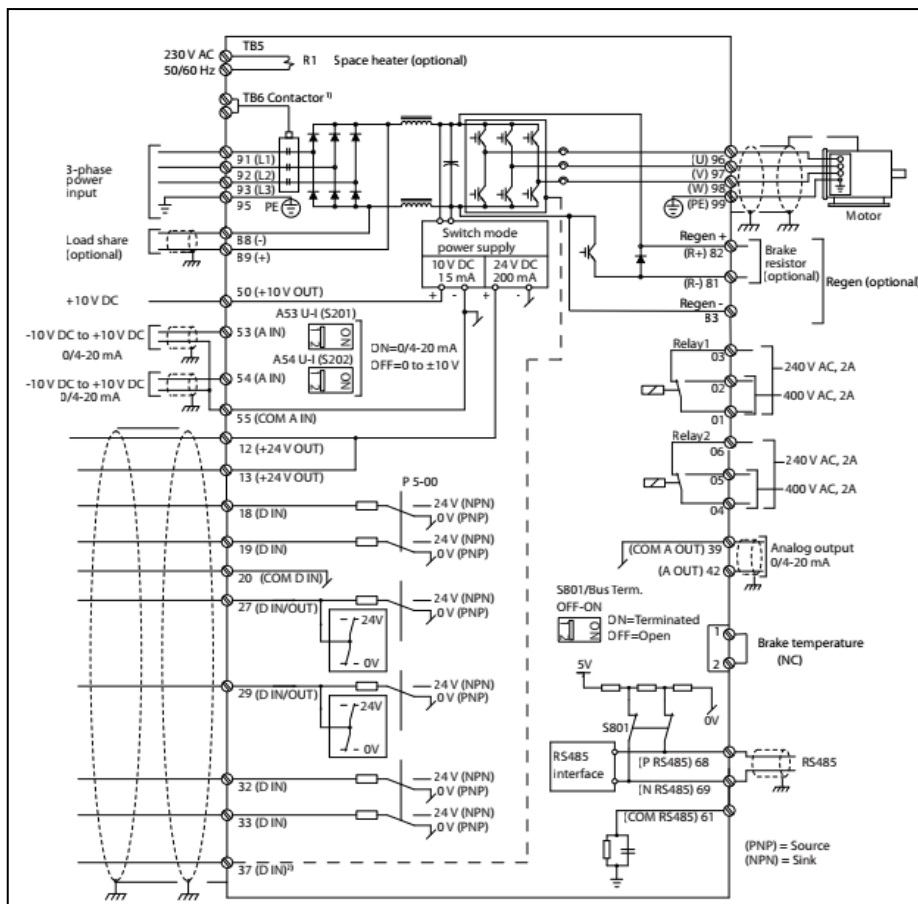 TB5
230 V AC
50/60 Hz
R1 Space heater (optional)
TB6 Contactor¹⁾
3-phase
power
input
91 (L1)
92 (L2)
93 (L3)
95
PE
Load share
(optional)
88 (-)
89 (+)
Switch mode
power supply
10 V DC
15 mA
24 V DC
200 mA
+ - + -
+10 V DC
50 (+10 V OUT)
A53 U-I (S201)
-10 V DC to +10 V DC
0/4-20 mA
53 (A IN)
1 2
ON
ON=0/4-20 mA
OFF=0 to ±10 V
A54 U-I (S202)
-10 V DC to +10 V DC
0/4-20 mA
54 (A IN)
1 2
ON
55 (COM A IN)
12 (+24 V OUT)
13 (+24 V OUT)
P 5-00
18 (D IN)
24 V (NPN)
0 V (PNP)
19 (D IN)
24 V (NPN)
0 V (PNP)
20 (COM D IN)
27 (D IN/OUT)
24 V (NPN)
0 V (PNP)
24V
0V
29 (D IN/OUT)
24 V (NPN)
0 V (PNP)
24V
0V
32 (D IN)
24 V (NPN)
0 V (PNP)
33 (D IN)
24 V (NPN)
0 V (PNP)
37 (D IN)²⁾
(U) 96
(V) 97
(W) 98
(PE) 99
Motor
Regen +
(R+) 82
Brake
resistor
(optional)
(R-) 81
Regen -
83
Regen (optional)
Relay1
03
240 V AC, 2A
02
400 V AC, 2A
01
Relay2
06
240 V AC, 2A
05
400 V AC, 2A
04
(COM A OUT) 39
Analog output
0/4-20 mA
(A OUT) 42
S801/Bus Term.
OFF-ON
1 2
ON
ON=Terminated
OFF=Open
1
Brake temperature
(NC)
2
5V
0V
S801
RS485
interface
(P RS485) 68
RS485
(N RS485) 69
(COM RS485) 61
(PNP) = Source
(NPN) = Sink